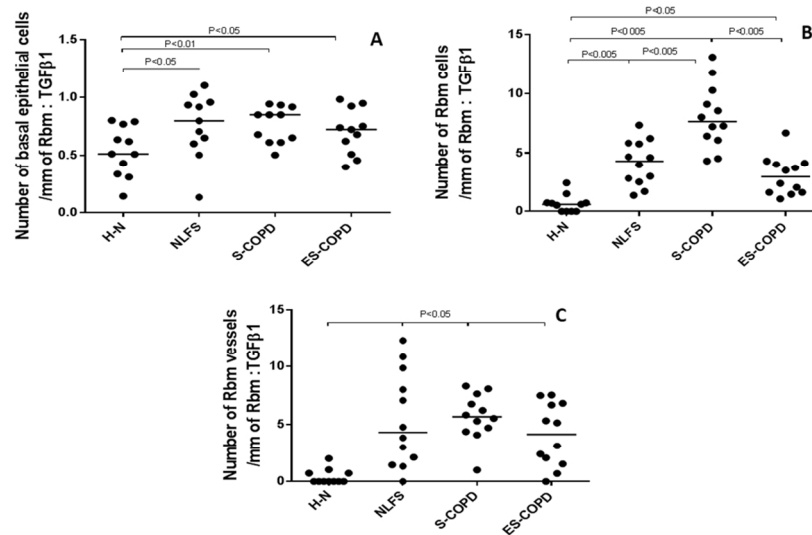 A
P<0.05
P<0.01
P<0.05
Number of basal epithelial cells
/mm of Rbm : TGFβ1
1.5
1.0
0.5
0.0
H-N
NLFS
S-COPD
ES-COPD
B
P<0.05
P<0.005
P<0.005
P<0.005
P<0.005
Number of Rbm cells
/mm of Rbm : TGFβ1
15
10
5
0
H-N
NLFS
S-COPD
ES-COPD
C
P<0.05
Number of Rbm vessels
/mm of Rbm :TGFβ1
15
10
5
0
H-N
NLFS
S-COPD
ES-COPD